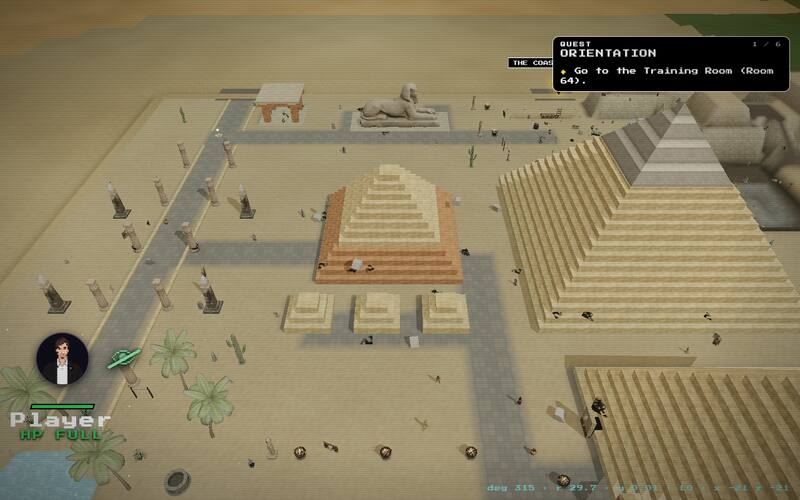 QUEST
1 / 6
ORIENTATION
THE COAS
◆ Go to the Training Room (Room
64).
Player
HP FULL